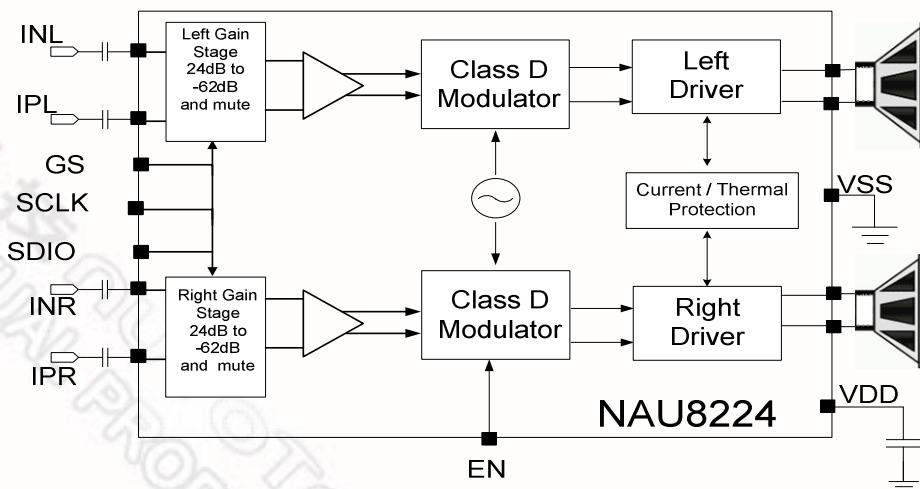 INL
IPL
GS
SCLK
SDIO
INR
IPR
Left Gain
Stage
24dB to
-62dB
and mute
Right Gain
Stage
24dB to
-62dB
and mute
Class D
Modulator
Class D
Modulator
Left
Driver
Current / Thermal
Protection
Right
Driver
VSS
VDD
NAU8224
EN